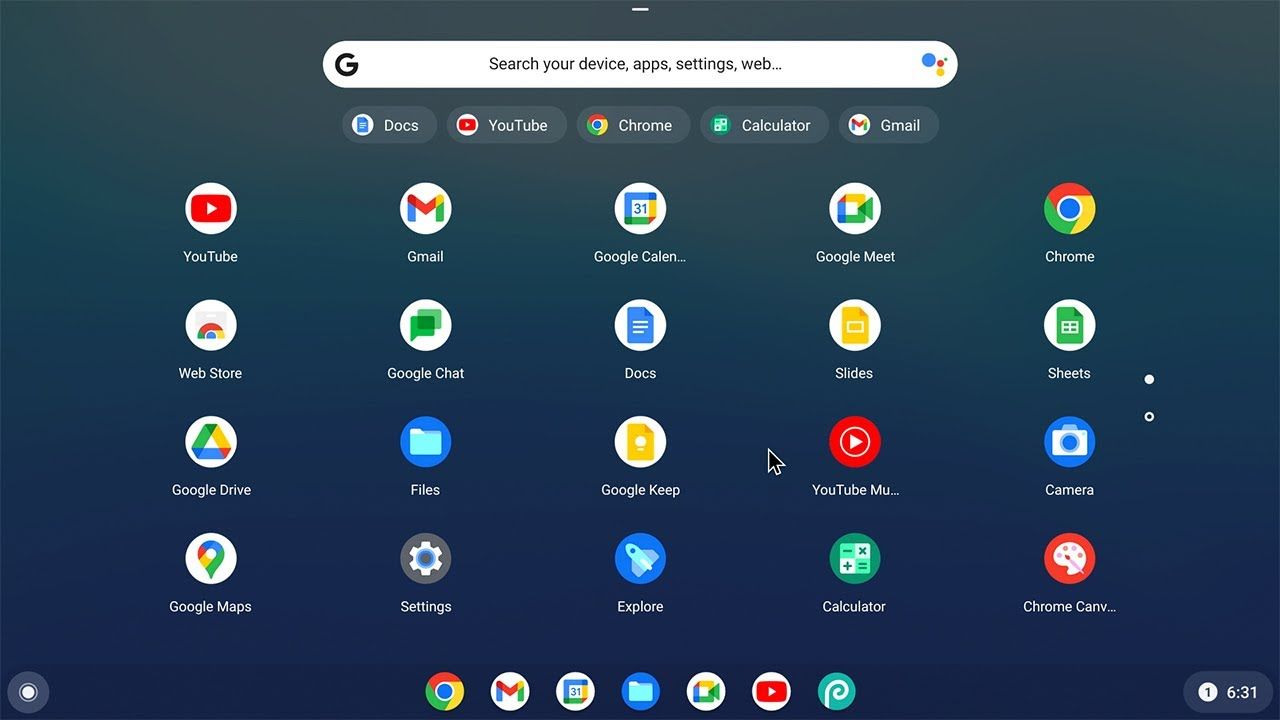 Search your device, apps, settings, web...
Docs YouTube Chrome Calculator Gmail
31
YouTube Gmail Google Calen... Google Meet Chrome
Web Store Google Chat Docs Slides Sheets
Google Drive Files Google Keep YouTube Mu... Camera
Google Maps Settings Explore Calculator Chrome Canv...
31
1 6:31